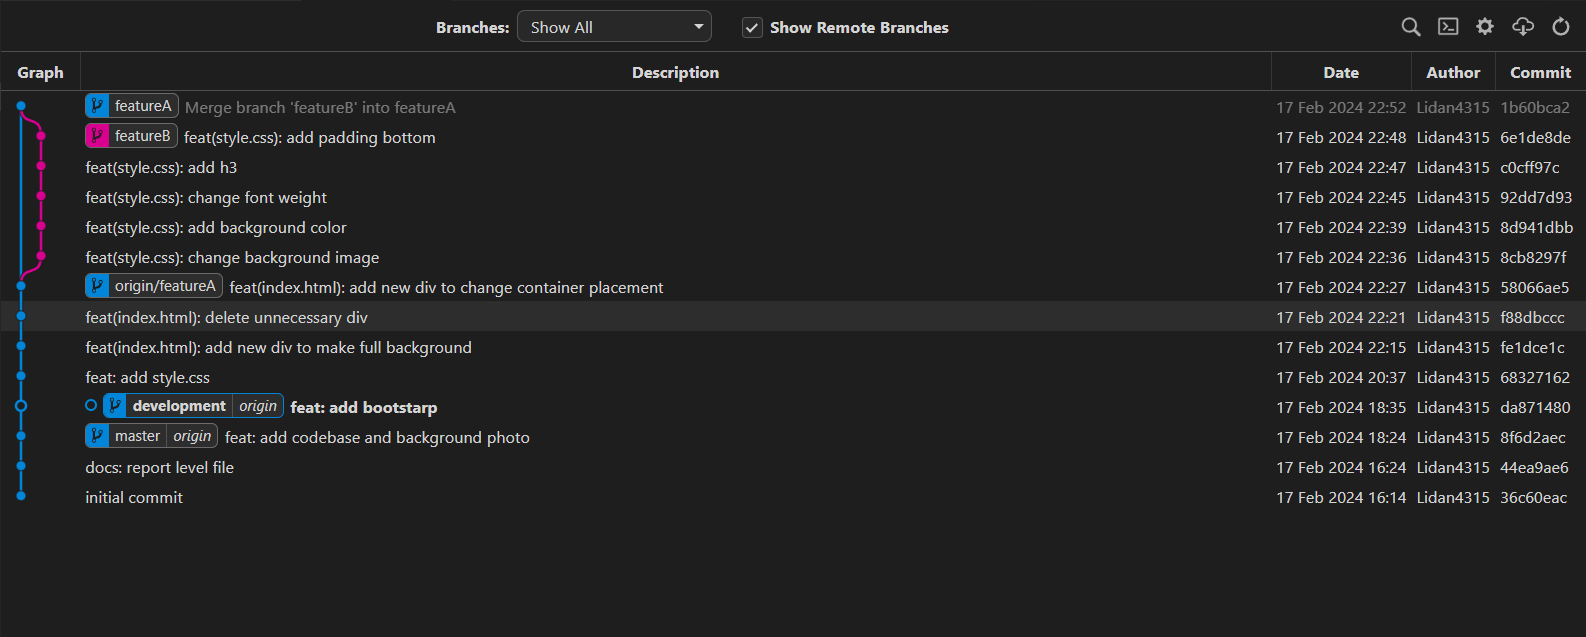 Branches: Show All Show Remote Branches
Graph Description Date Author Commit
featureA Merge branch 'featureB' into featureA 17 Feb 2024 22:52 Lidan4315 1b60bca2
featureB feat(style.css): add padding bottom 17 Feb 2024 22:48 Lidan4315 6e1de8de
feat(style.css): add h3 17 Feb 2024 22:47 Lidan4315 c0cff97c
feat(style.css): change font weight 17 Feb 2024 22:45 Lidan4315 92dd7d93
feat(style.css): add background color 17 Feb 2024 22:39 Lidan4315 8d941dbb
feat(style.css): change background image 17 Feb 2024 22:36 Lidan4315 8cb8297f
origin/featureA feat(index.html): add new div to change container placement 17 Feb 2024 22:27 Lidan4315 58066ae5
feat(index.html): delete unnecessary div 17 Feb 2024 22:21 Lidan4315 f88dbccc
feat(index.html): add new div to make full background 17 Feb 2024 22:15 Lidan4315 fe1dce1c
feat: add style.css 17 Feb 2024 20:37 Lidan4315 68327162
development origin feat: add bootstarp 17 Feb 2024 18:35 Lidan4315 da871480
master origin feat: add codebase and background photo 17 Feb 2024 18:24 Lidan4315 8f6d2aec
docs: report level file 17 Feb 2024 16:24 Lidan4315 44ea9ae6
initial commit 17 Feb 2024 16:14 Lidan4315 36c60eac